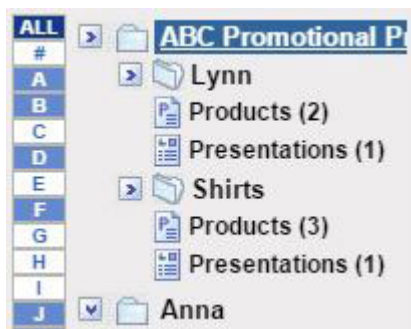 ALL
#
A
B
C
D
E
F
G
H
I
J
ABC Promotional
Lynn
Products (2)
Presentations (1)
Shirts
Products (3)
Presentations (1)
Anna